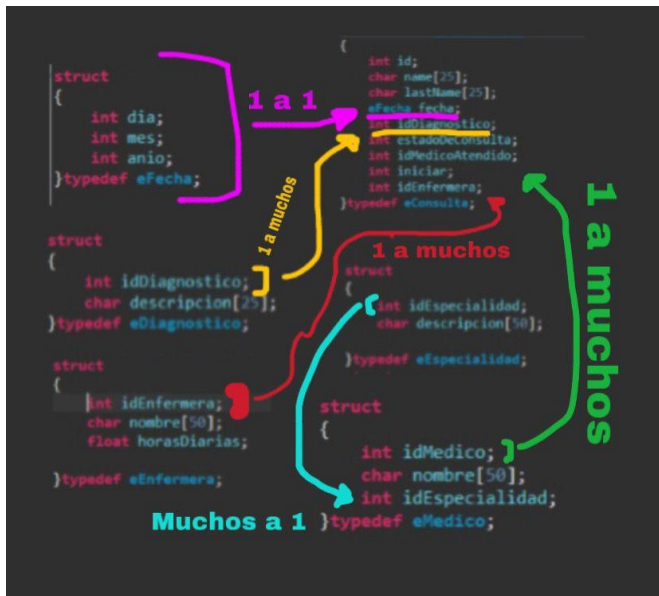 struct
{
int dia;
int mes;
int anio;
}typedef eFecha;
1 a 1
{
int id;
char name[25];
char lastName[25];
eFecha fecha;
int idDiagnostico;
int estadoDeConsulta;
int idMedicoAtendido;
int iniciar;
int idEnfermera;
}typedef eConsulta;
1 a muchos
struct
{
int idDiagnostico;
char descripcion[25];
}typedef eDiagnostico;
1 a muchos
struct
{
int idEspecialidad;
char descripcion[50];
}typedef eEspecialidad;
1 a muchos
struct
{
int idEnfermera;
char nombre[50];
float horasDiarias;
}typedef eEnfermera;
struct
{
int idMedico;
char nombre[50];
int idEspecialidad;
}typedef eMedico;
Muchos a 1